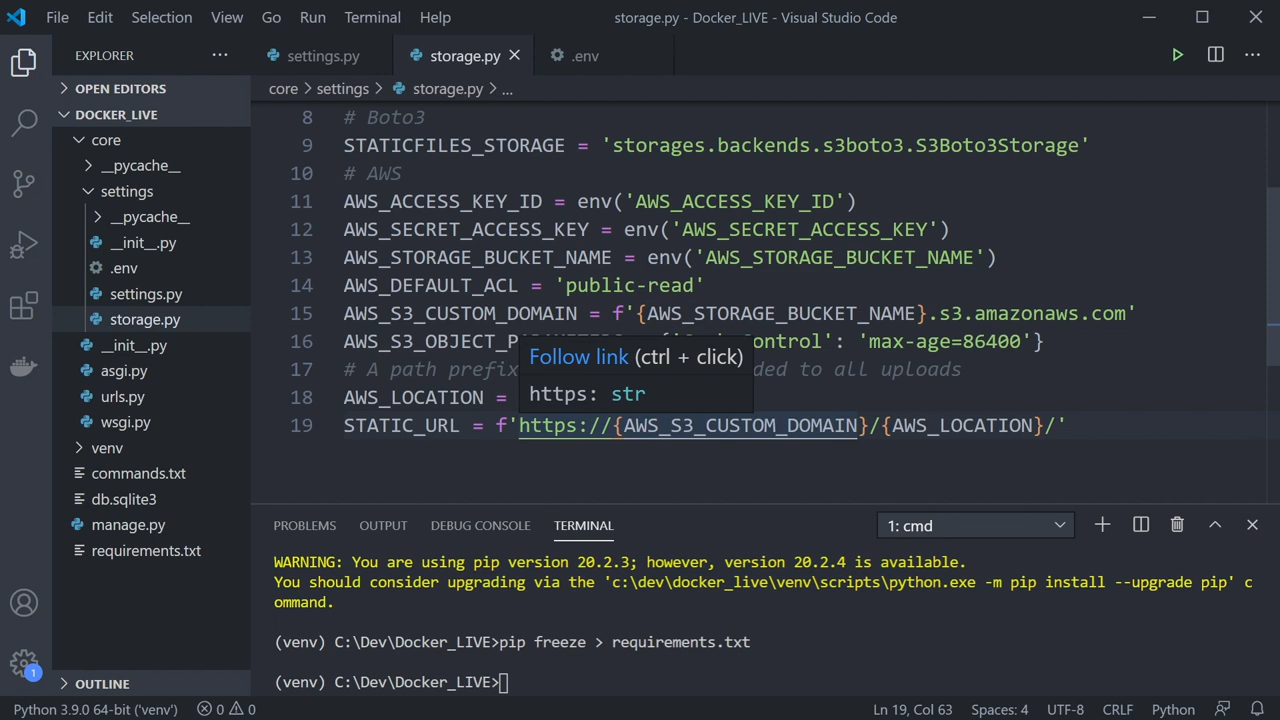 File Edit Selection View Go Run Terminal Help storage.py - Docker_LIVE - Visual Studio Code
EXPLORER ··· settings.py storage.py .env ···
OPEN EDITORS
DOCKER_LIVE
core
__pycache__
settings
__pycache__
__init__.py
.env
settings.py
storage.py
__init__.py
asgi.py
urls.py
wsgi.py
venv
commands.txt
db.sqlite3
manage.py
requirements.txt
OUTLINE
1
core > settings > storage.py > ...
8 # Boto3
9 STATICFILES_STORAGE = 'storages.backends.s3boto3.S3Boto3Storage'
10 # AWS
11 AWS_ACCESS_KEY_ID = env('AWS_ACCESS_KEY_ID')
12 AWS_SECRET_ACCESS_KEY = env('AWS_SECRET_ACCESS_KEY')
13 AWS_STORAGE_BUCKET_NAME = env('AWS_STORAGE_BUCKET_NAME')
14 AWS_DEFAULT_ACL = 'public-read'
15 AWS_S3_CUSTOM_DOMAIN = f'{AWS_STORAGE_BUCKET_NAME}.s3.amazonaws.com'
16 AWS_S3_OBJECT_ control': 'max-age=86400'}
17 # A path prefix ded to all uploads
18 AWS_LOCATION =
19 STATIC_URL = f'https://{AWS_S3_CUSTOM_DOMAIN}/{AWS_LOCATION}/'
Follow link (ctrl + click)
https: str
PROBLEMS OUTPUT DEBUG CONSOLE TERMINAL 1: cmd
WARNING: You are using pip version 20.2.3; however, version 20.2.4 is available.
You should consider upgrading via the 'c:\dev\docker_live\venv\scripts\python.exe -m pip install --upgrade pip' c
ommand.
(venv) C:\Dev\Docker_LIVE>pip freeze > requirements.txt
(venv) C:\Dev\Docker_LIVE>
Python 3.9.0 64-bit ('venv') 0 0 Ln 19, Col 63 Spaces: 4 UTF-8 CRLF Python